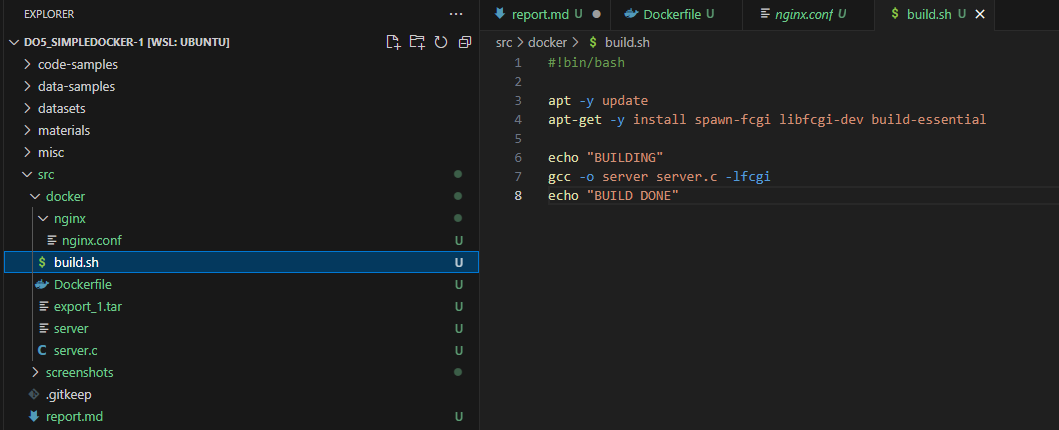 EXPLORER
DO5_SIMPLEDOCKER-1 [WSL: UBUNTU]
code-samples
data-samples
datasets
materials
misc
src
docker
nginx
nginx.conf U
build.sh U
Dockerfile U
export_1.tar U
server U
server.c U
screenshots
.gitkeep
report.md U
report.md U
Dockerfile U
nginx.conf U
build.sh U
src > docker > $ build.sh
1 #!bin/bash
2
3 apt -y update
4 apt-get -y install spawn-fcgi libfcgi-dev build-essential
5
6 echo "BUILDING"
7 gcc -o server server.c -lfcgi
8 echo "BUILD DONE"